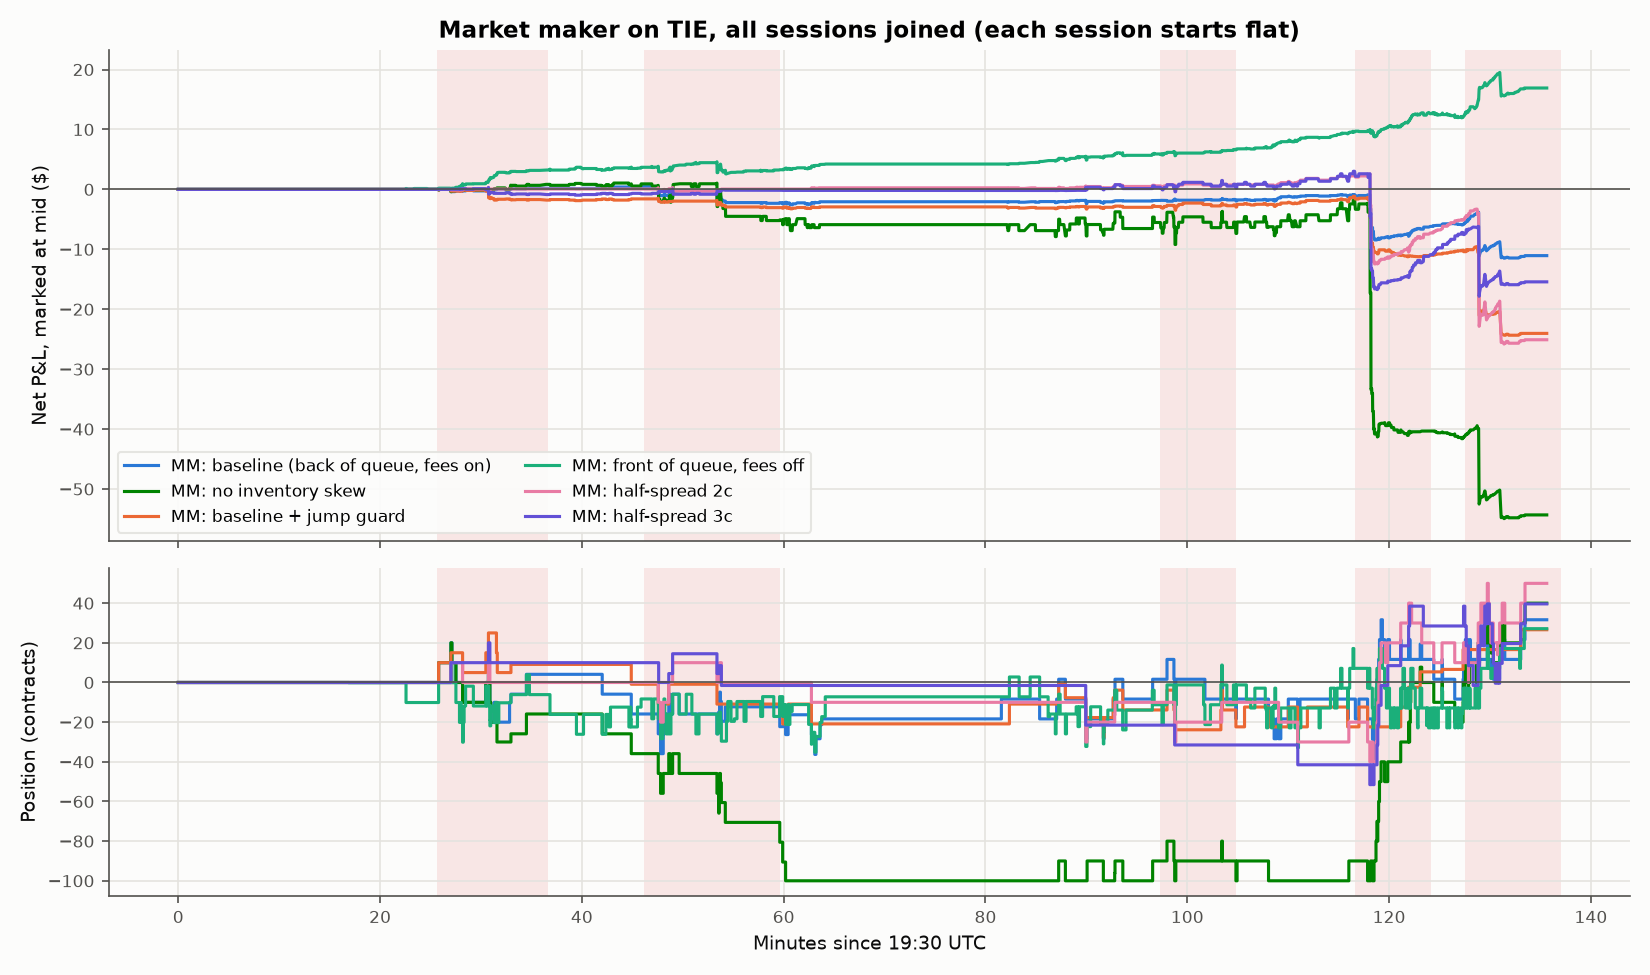 Market maker on TIE, all sessions joined (each session starts flat)
Net P&L, marked at mid ($)
20
10
0
−10
−20
−30
−40
−50
MM: baseline (back of queue, fees on)
MM: no inventory skew
MM: baseline + jump guard
MM: front of queue, fees off
MM: half-spread 2c
MM: half-spread 3c
Position (contracts)
40
20
0
−20
−40
−60
−80
−100
0 20 40 60 80 100 120 140
Minutes since 19:30 UTC